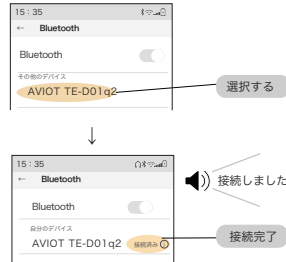 15：35
← Bluetooth
Bluetooth
その他のデバイス
AVIOT TE-D01q2
選択する
↓
15：35
← Bluetooth
接続しました
Bluetooth
自分のデバイス
AVIOT TE-D01q2 接続済み ⓘ
接続完了